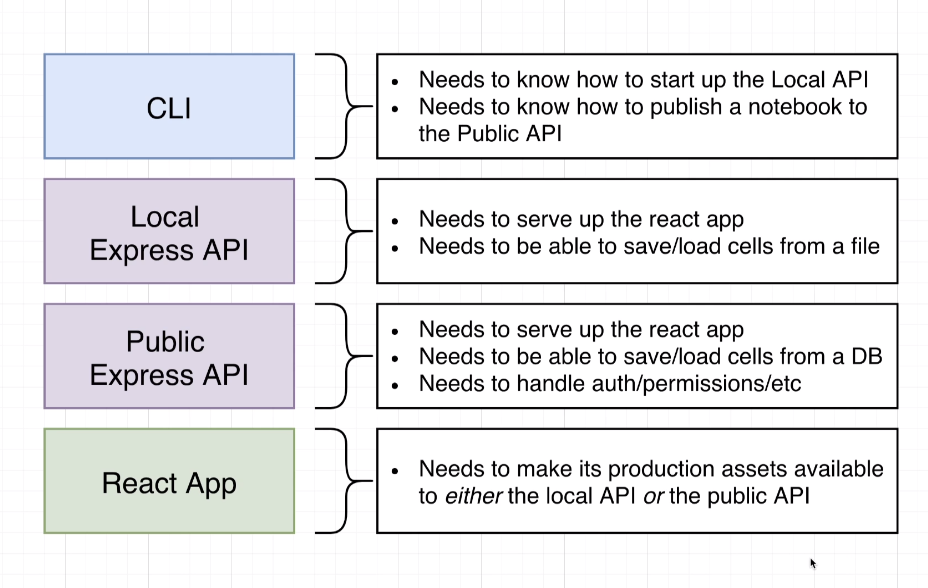 CLI
• Needs to know how to start up the Local API
• Needs to know how to publish a notebook to
the Public API
Local
Express API
• Needs to serve up the react app
• Needs to be able to save/load cells from a file
Public
Express API
• Needs to serve up the react app
• Needs to be able to save/load cells from a DB
• Needs to handle auth/permissions/etc
React App
• Needs to make its production assets available
to either the local API or the public API